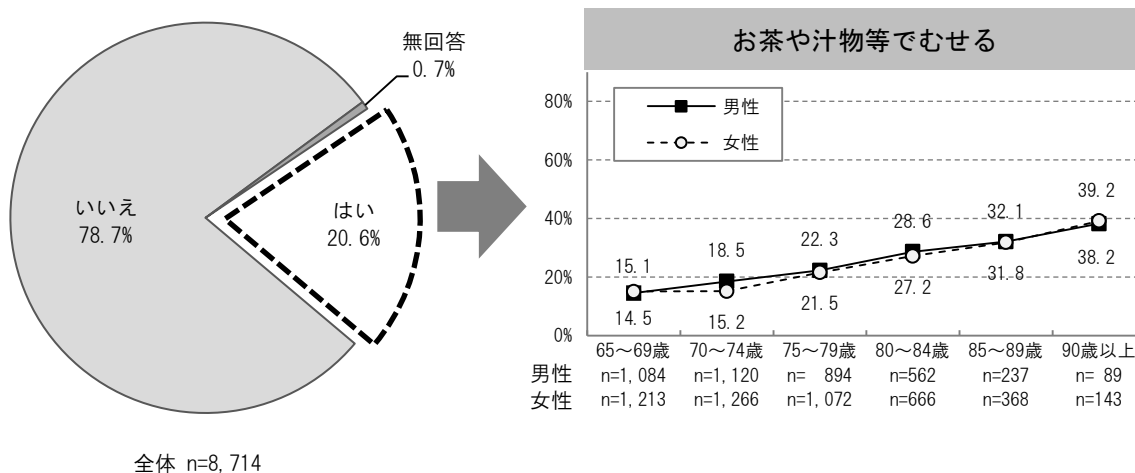 無回答
0.7%
いいえ
78.7%
はい
20.6%
全体 n=8,714
お茶や汁物等でむせる
80%
60%
40%
20%
0%
男性
女性
15.1
18.5
22.3
28.6
32.1
39.2
14.5
15.2
21.5
27.2
31.8
38.2
65～69歳 70～74歳 75～79歳 80～84歳 85～89歳 90歳以上
男性 n=1,084 n=1,120 n= 894 n=562 n=237 n= 89
女性 n=1,213 n=1,266 n=1,072 n=666 n=368 n=143